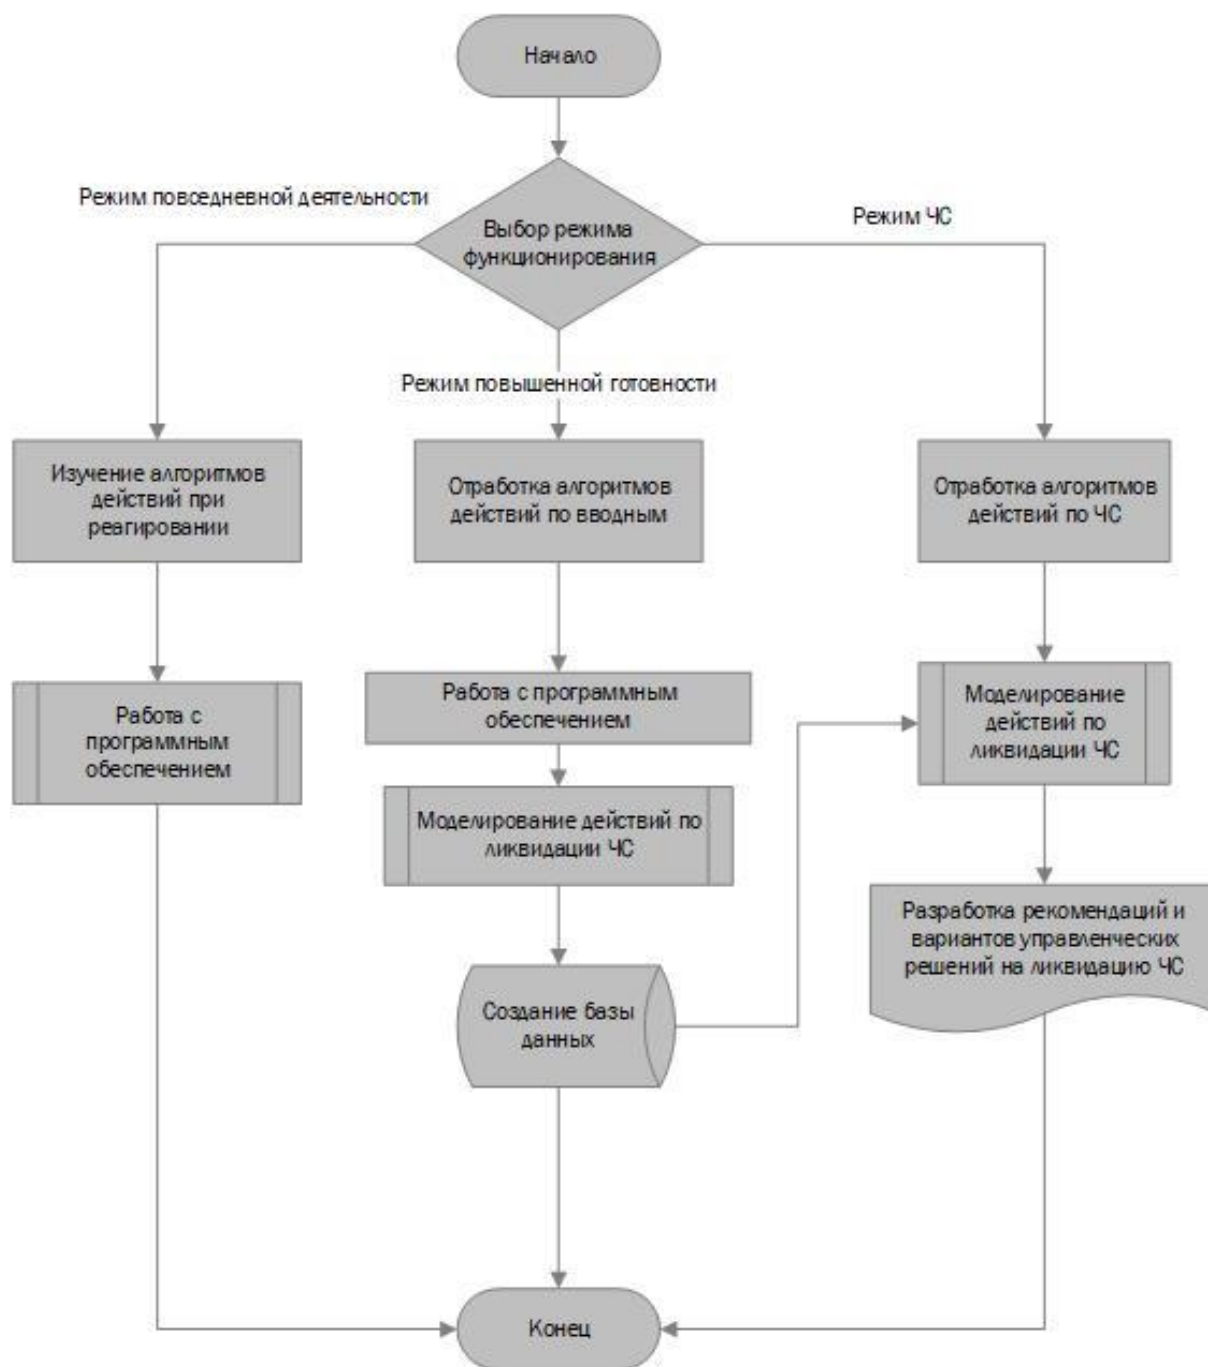 Начало
Режим повседневной деятельности
Режим ЧС
Выбор режима
функционирования
Режим повышенной готовности
Изучение алгоритмов
действий при
реагировании
Отработка алгоритмов
действий по вводным
Отработка алгоритмов
действий по ЧС
Работа с
программным
обеспечением
Работа с программным
обеспечением
Моделирование
действий по
ликвидации ЧС
Моделирование действий по
ликвидации ЧС
Разработка рекомендаций и
вариантов управленческих
решений на ликвидацию ЧС
Создание базы
данных
Конец